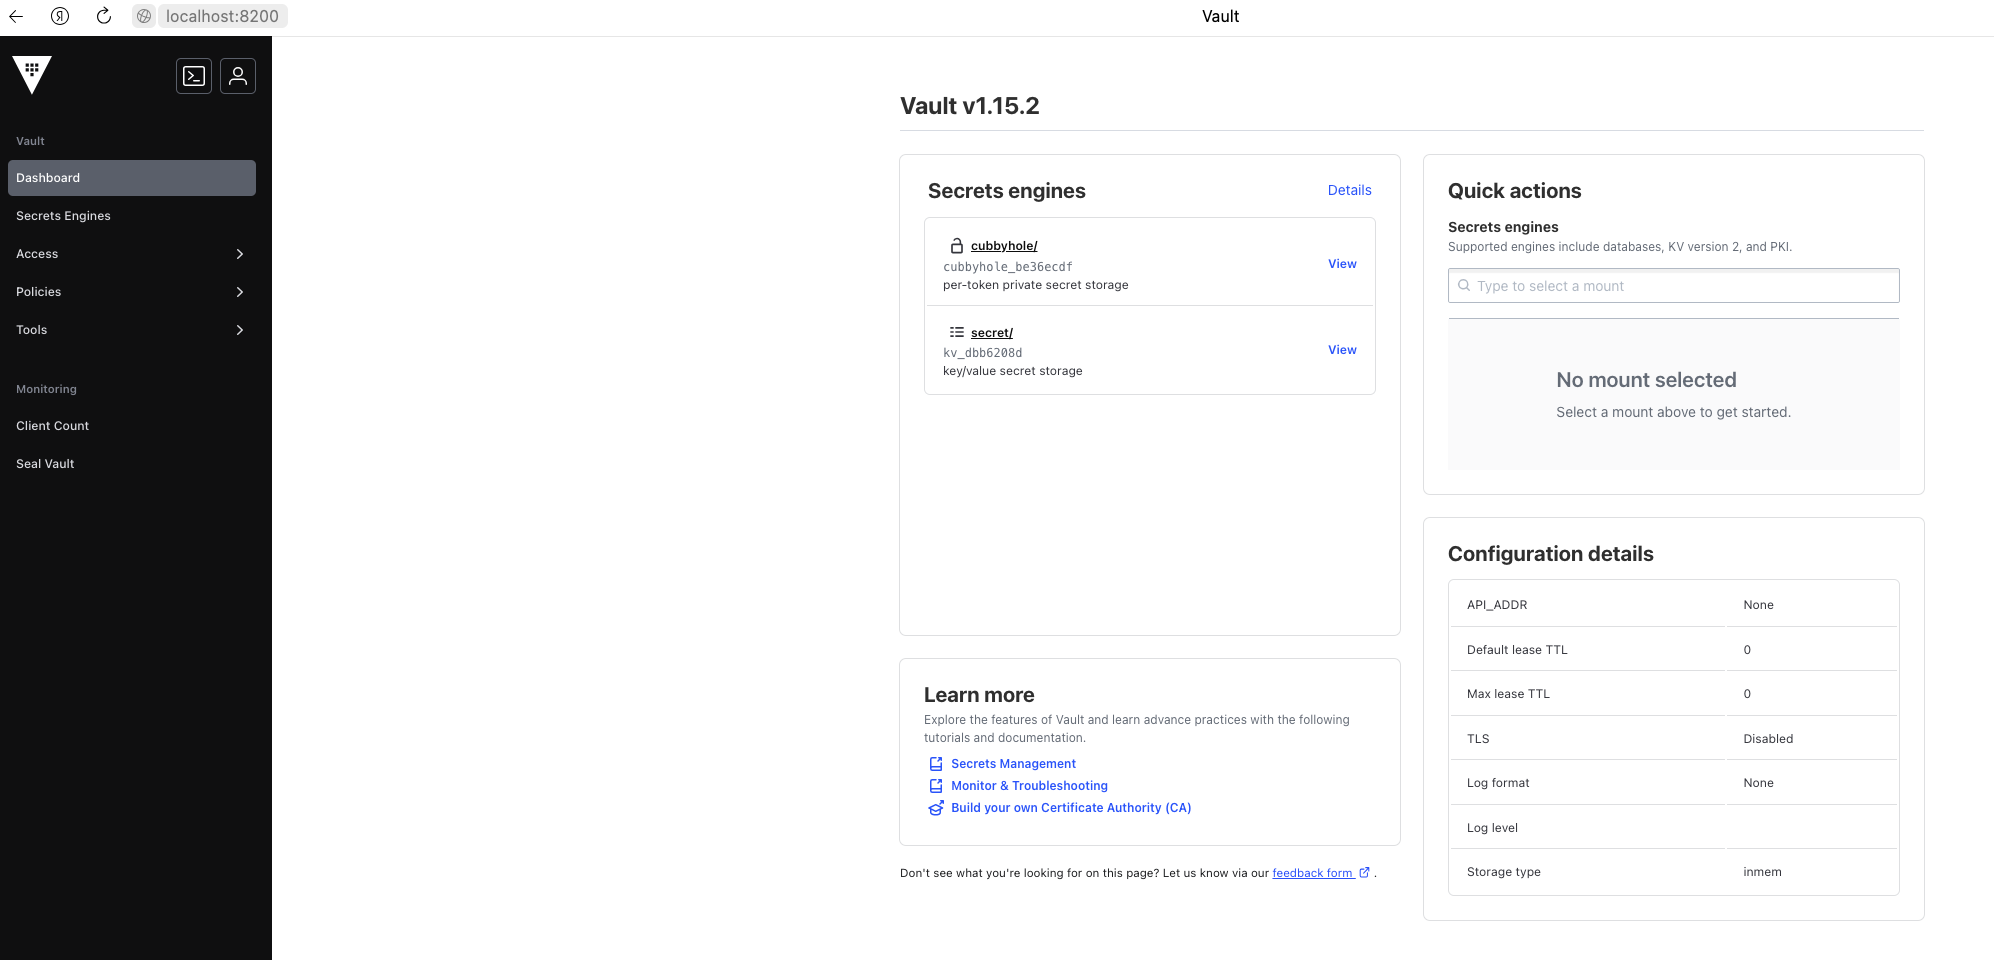 localhost:8200
Vault
Vault
Dashboard
Secrets Engines
Access
Policies
Tools
Monitoring
Client Count
Seal Vault
Vault v1.15.2
Secrets engines
Details
cubbyhole/
cubbyhole_be36ecdf
per-token private secret storage
View
secret/
kv_dbb6208d
key/value secret storage
View
Learn more
Explore the features of Vault and learn advance practices with the following
tutorials and documentation.
Secrets Management
Monitor & Troubleshooting
Build your own Certificate Authority (CA)
Don't see what you're looking for on this page? Let us know via our feedback form .
Quick actions
Secrets engines
Supported engines include databases, KV version 2, and PKI.
Type to select a mount
No mount selected
Select a mount above to get started.
Configuration details
API_ADDR None
Default lease TTL 0
Max lease TTL 0
TLS Disabled
Log format None
Log level
Storage type inmem